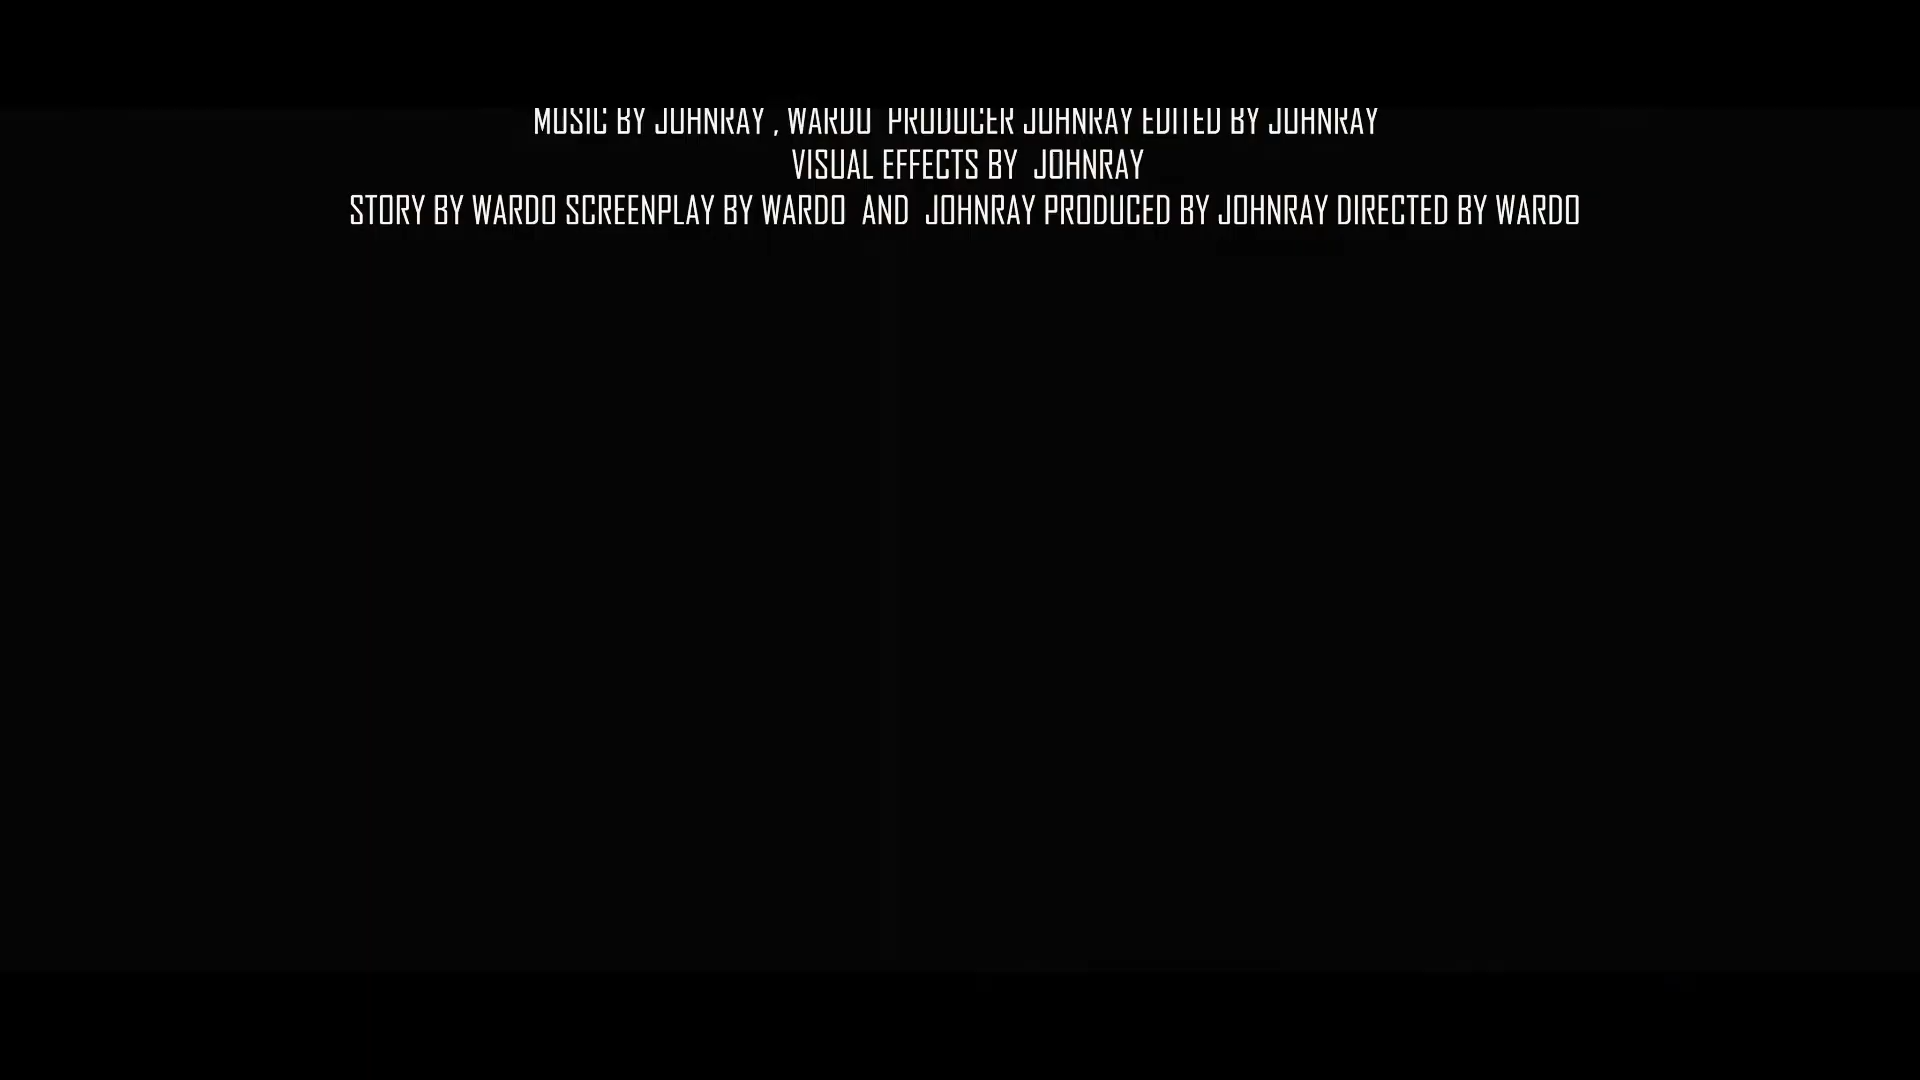 MUSIC BY JOHNRAY , WARDO PRODUCER JOHNRAY EDITED BY JOHNRAY
VISUAL EFFECTS BY JOHNRAY
STORY BY WARDO SCREENPLAY BY WARDO AND JOHNRAY PRODUCED BY JOHNRAY DIRECTED BY WARDO